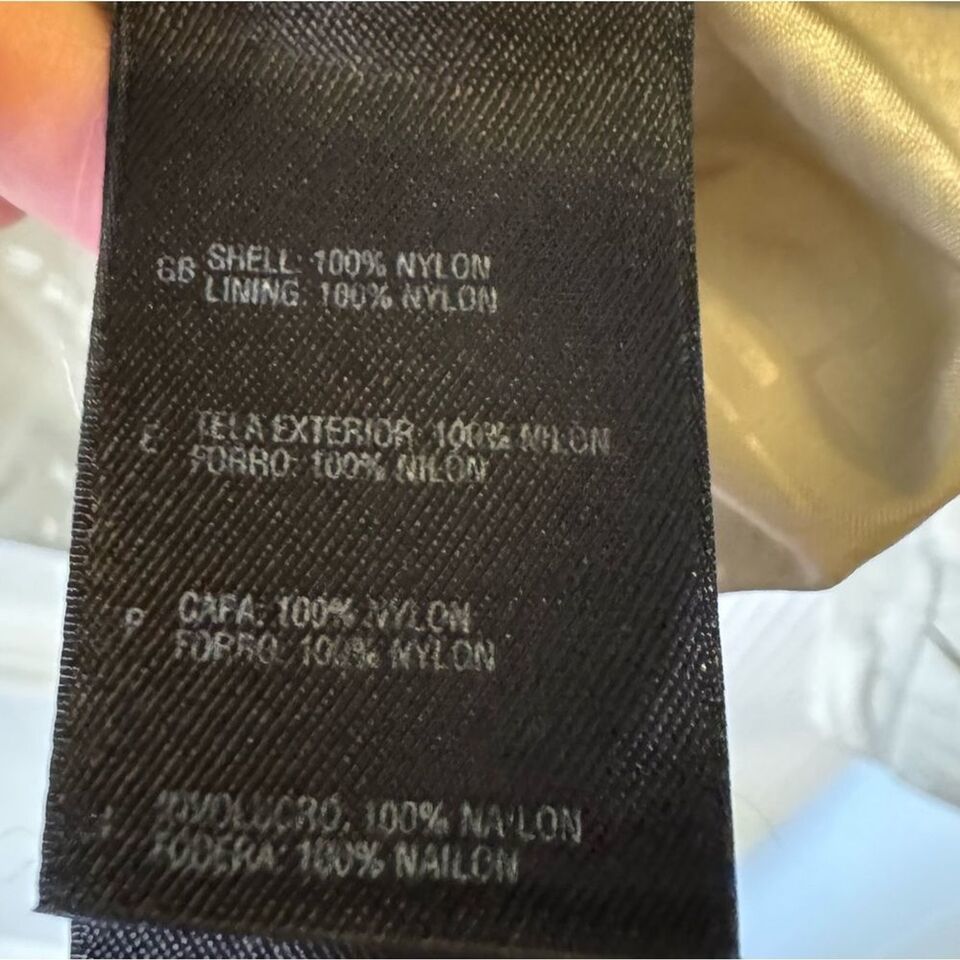 GB SHELL: 100% NYLON
LINING: 100% NYLON
E TELA EXTERIOR: 100% NILON
FORRO: 100% NILON
P CAPA: 100% NYLON
FORRO: 100% NYLON
INVOLUCRO: 100% NAILON
FODERA: 100% NAILON